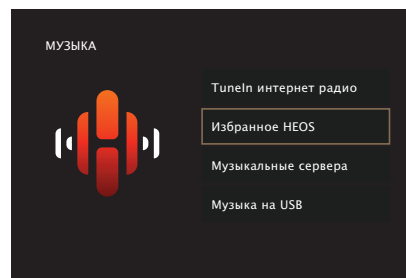 МУЗЫКА
TuneIn интернет радио
Избранное HEOS
Музыкальные сервера
Музыка на USB